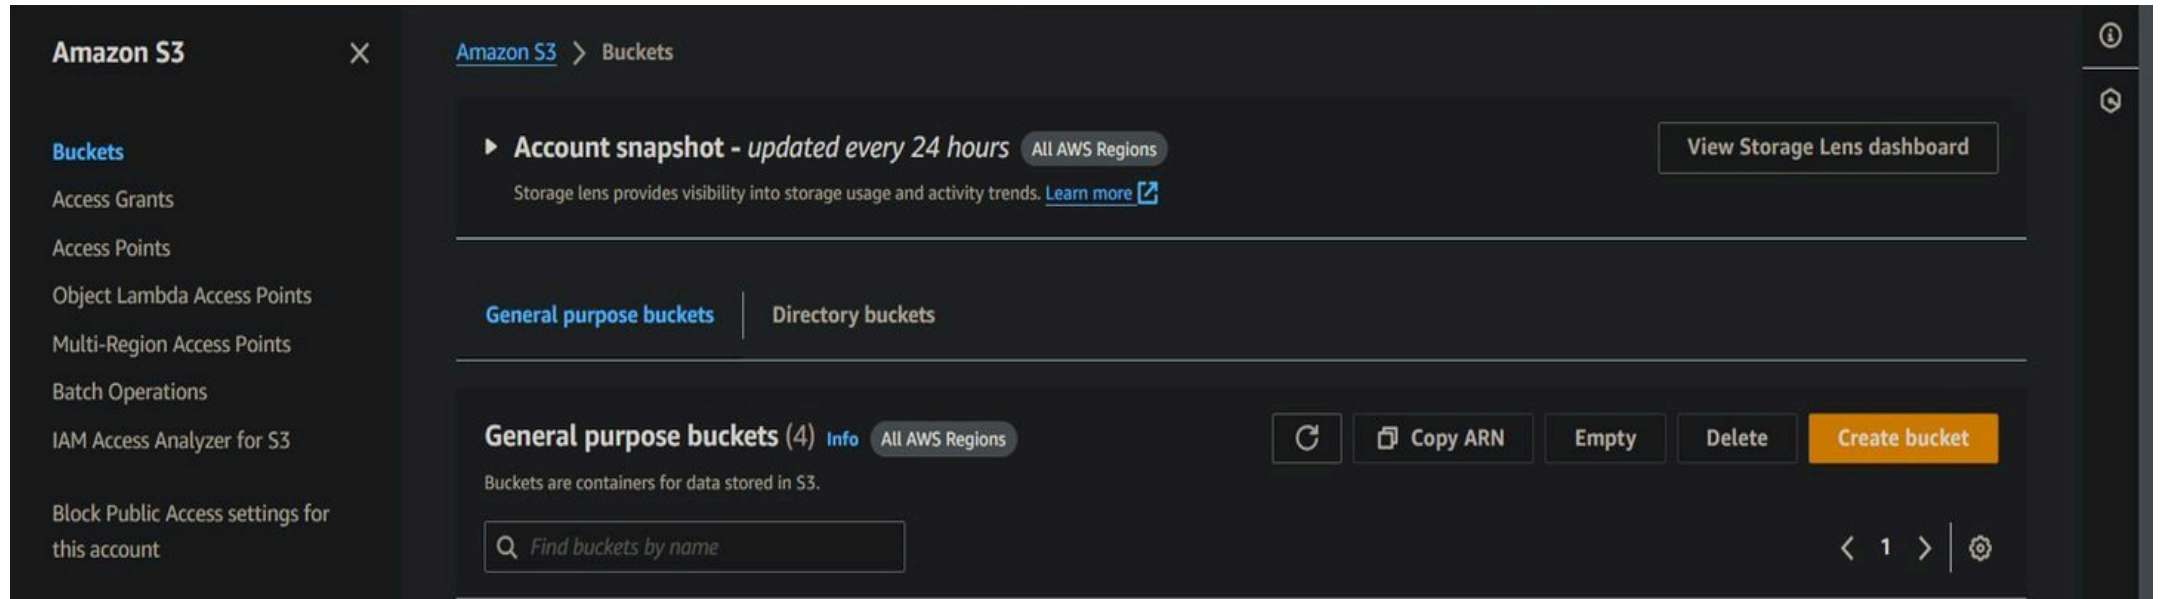 Amazon S3
Buckets
Access Grants
Access Points
Object Lambda Access Points
Multi-Region Access Points
Batch Operations
IAM Access Analyzer for S3
Block Public Access settings for
this account
Amazon S3 > Buckets
Account snapshot - updated every 24 hours All AWS Regions
View Storage Lens dashboard
Storage lens provides visibility into storage usage and activity trends. Learn more
General purpose buckets
Directory buckets
General purpose buckets (4) Info All AWS Regions
Copy ARN
Empty
Delete
Create bucket
Buckets are containers for data stored in S3.
Find buckets by name
1